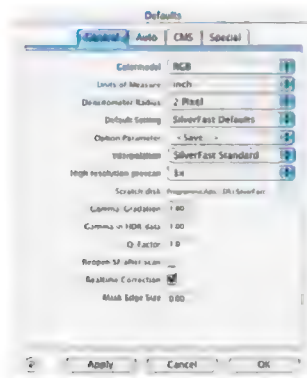 Defaults
General Auto CMS Special
Colormodel RGB
Units of Measure inch
Densitometer Radius 2 Pixel
Default Setting SilverFast Defaults
Option Parameter - Save -
Interpolation SilverFast Standard
High resolution prescan 3x
Scratch disk
Gamma-Gradation 1.80
Gamma in HDR data 1.00
Q-Factor 1.0
Reopen SF after scan
Realtime Correction
Mask Edge Size 0.00
Apply Cancel OK